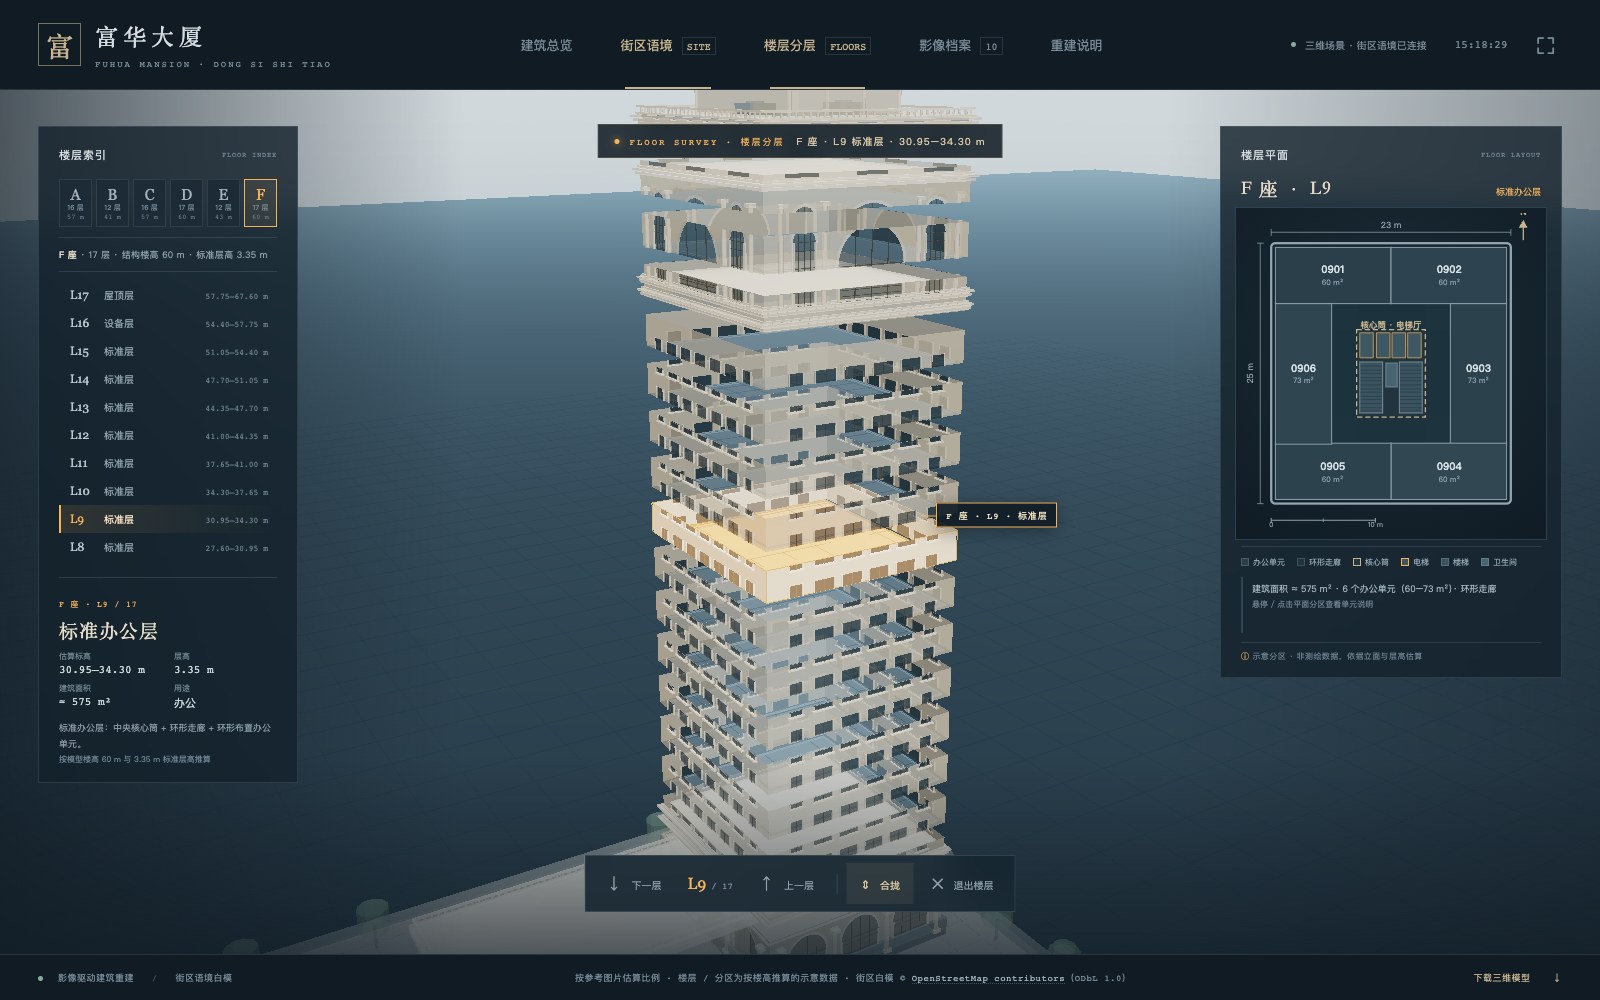 富
富华大厦
FUHUA MANSION · DONG SI SHI TIAO
建筑总览
街区语境 SITE
楼层分层 FLOORS
影像档案 10
重建说明
三维场景 · 街区语境已连接
15:18:29
楼层索引
FLOOR INDEX
A
16 层
57 m
B
12 层
41 m
C
16 层
57 m
D
17 层
60 m
E
12 层
43 m
F
17 层
60 m
F 座 · 17 层 · 结构楼高 60 m · 标准层高 3.35 m
L17 屋顶层 57.75—67.60 m
L16 设备层 54.40—57.75 m
L15 标准层 51.05—54.40 m
L14 标准层 47.70—51.05 m
L13 标准层 44.35—47.70 m
L12 标准层 41.00—44.35 m
L11 标准层 37.65—41.00 m
L10 标准层 34.30—37.65 m
L9 标准层 30.95—34.30 m
L8 标准层 27.60—30.95 m
F 座 · L9 / 17
标准办公层
估算标高
30.95—34.30 m
层高
3.35 m
建筑面积
≈ 575 m²
用途
办公
标准办公层：中央核心筒 + 环形走廊 + 环形布置办公
单元。
按模型楼高 60 m 与 3.35 m 标准层高推算
FLOOR SURVEY · 楼层分层 F 座 · L9 标准层 · 30.95—34.30 m
F 座 · L9 · 标准层
↓ 下一层
L9 / 17
↑ 上一层
⇕ 合拢
× 退出楼层
楼层平面
FLOOR LAYOUT
F 座 · L9
标准办公层
23 m
25 m
0901
60 m²
0902
60 m²
核心筒 · 电梯厅
0906
73 m²
0903
73 m²
0905
60 m²
0904
60 m²
0
10 m
办公单元
环形走廊
核心筒
电梯
楼梯
卫生间
建筑面积 ≈ 575 m² · 6 个办公单元（60—73 m²）· 环形走廊
悬停 / 点击平面分区查看单元说明
示意分区 · 非测绘数据，依据立面与层高估算
影像驱动建筑重建 / 街区语境白模
按参考图片估算比例 · 楼层 / 分区为按楼高推算的示意数据 · 街区白模 © OpenStreetMap contributors (ODbL 1.0)
下载三维模型 ↓